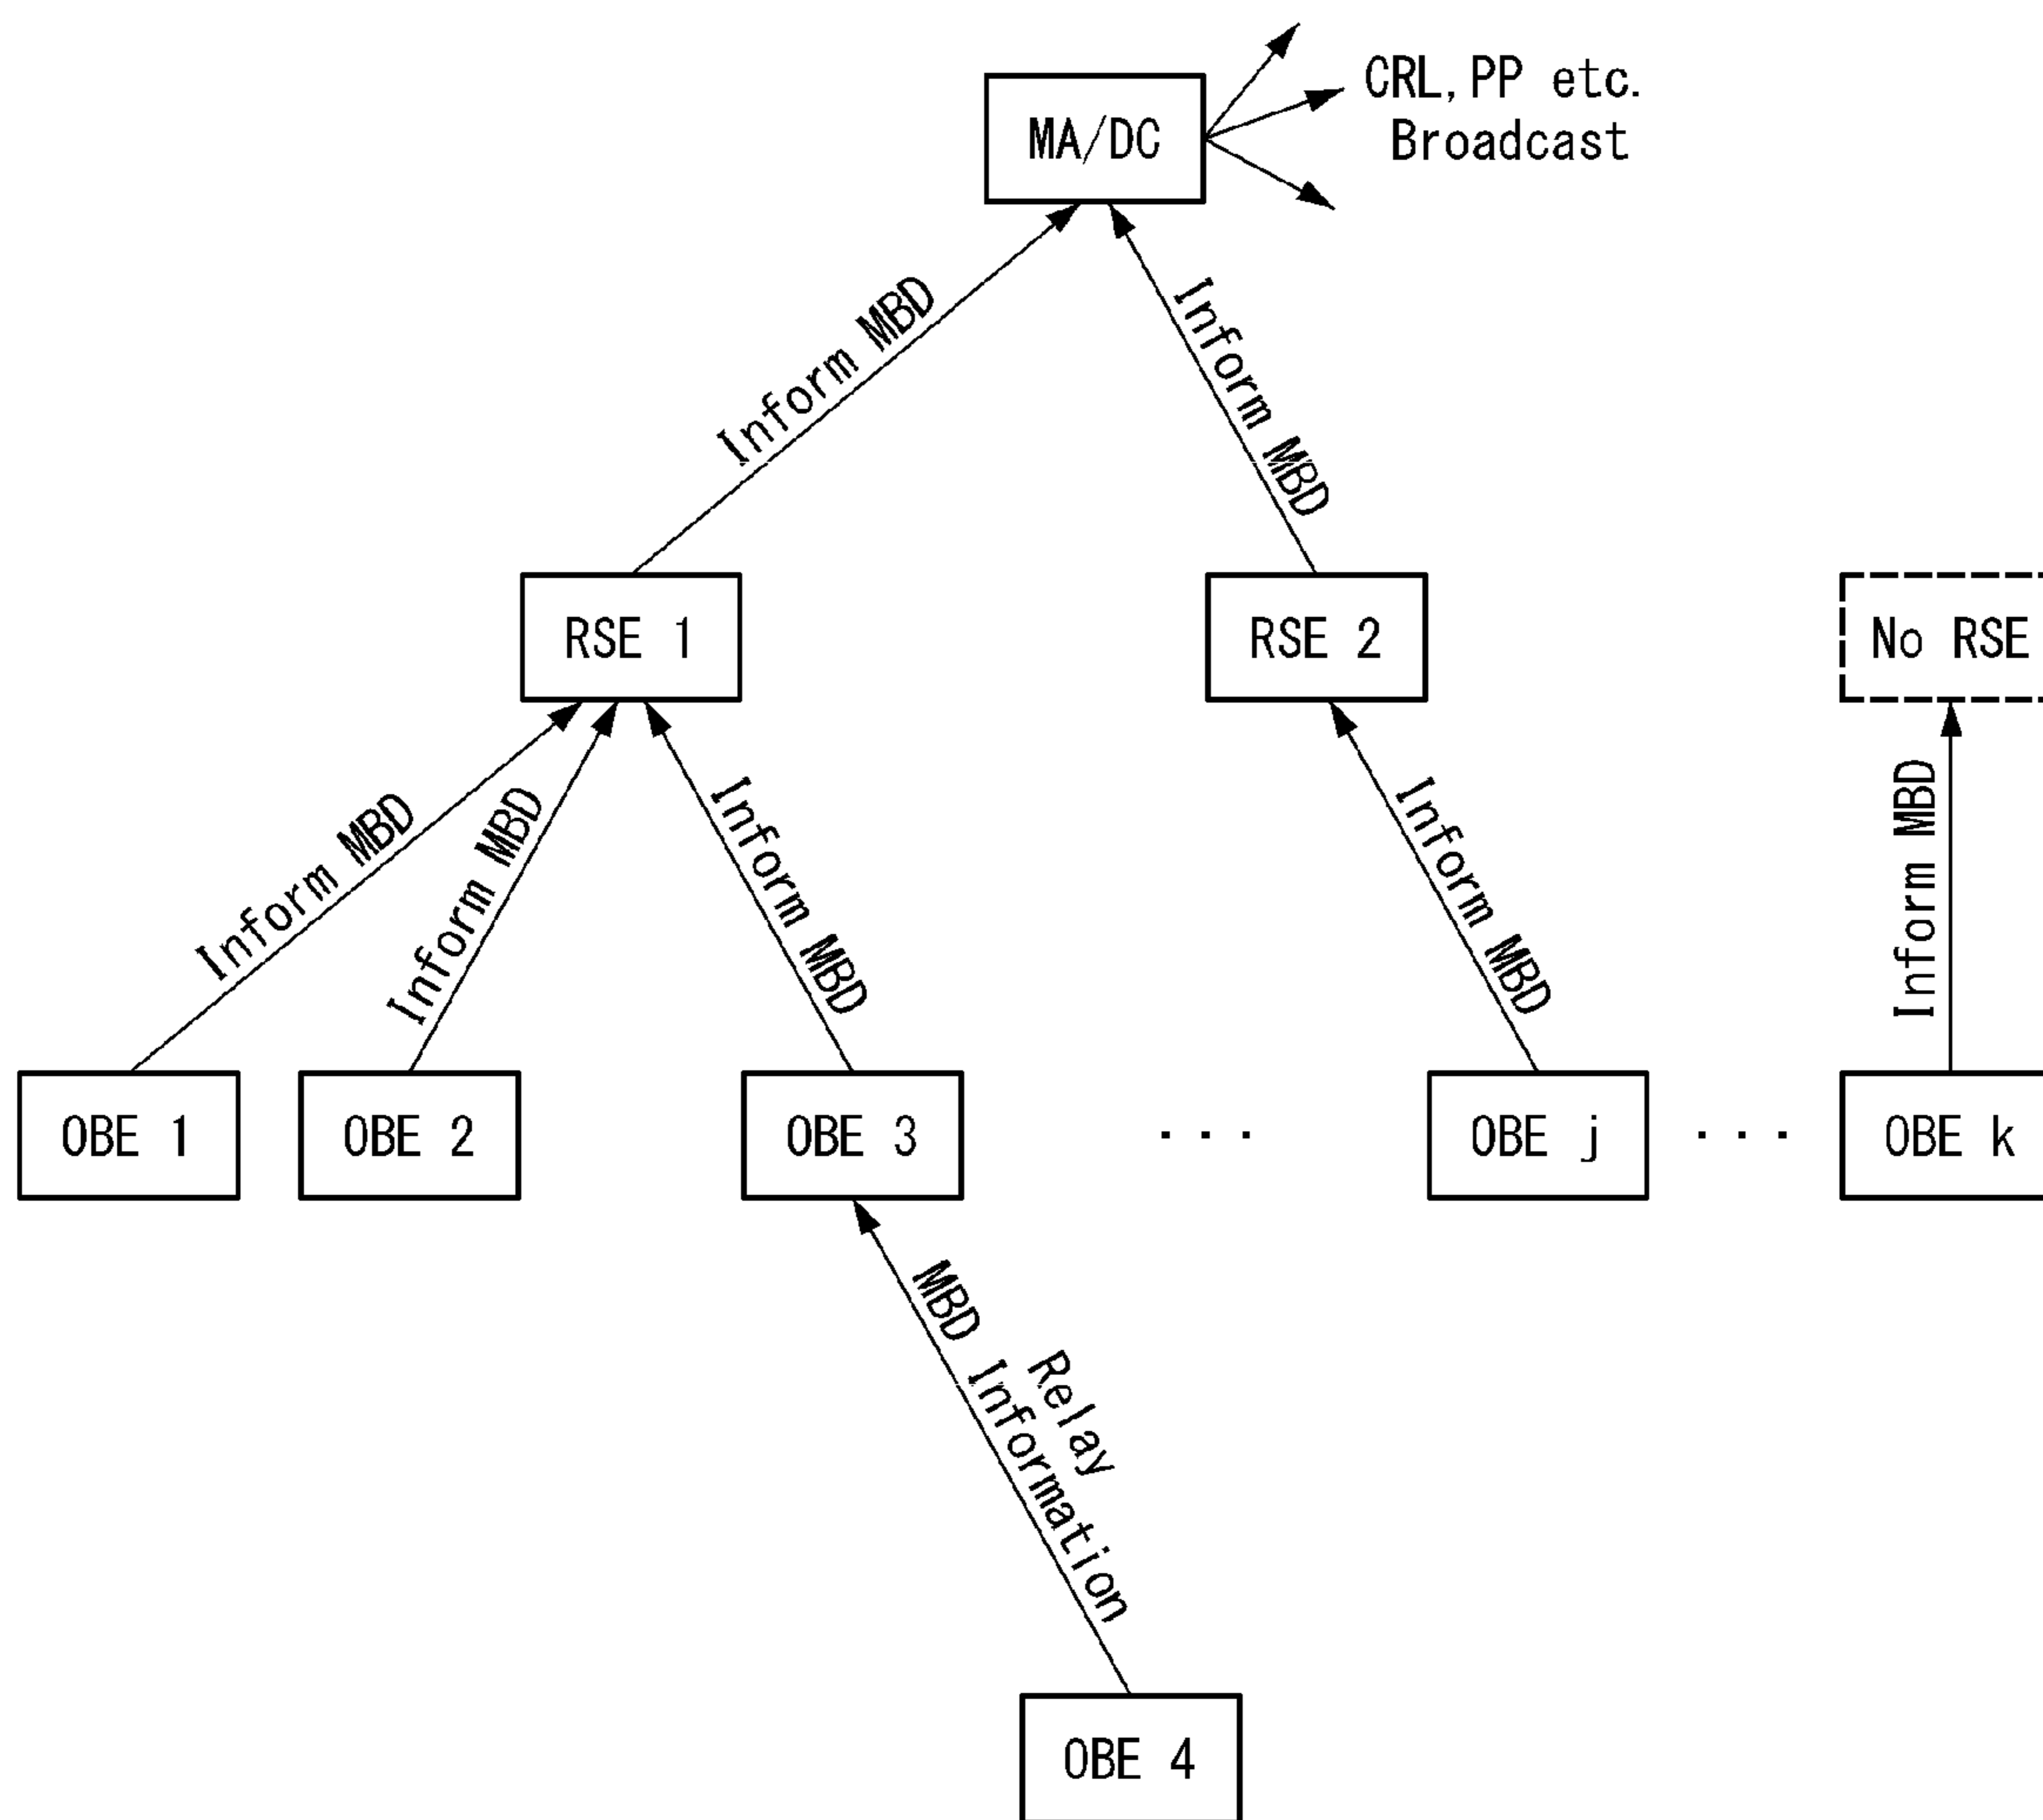 CRL, PP etc.
Broadcast
MA/DC
Inform MBD
Inform MBD
RSE 1
RSE 2
No RSE
Inform MBD
Inform MBD
Inform MBD
Inform MBD
Inform MBD
OBE 1
OBE 2
OBE 3
...
OBE j
...
OBE k
Relay
MBD Information
OBE 4